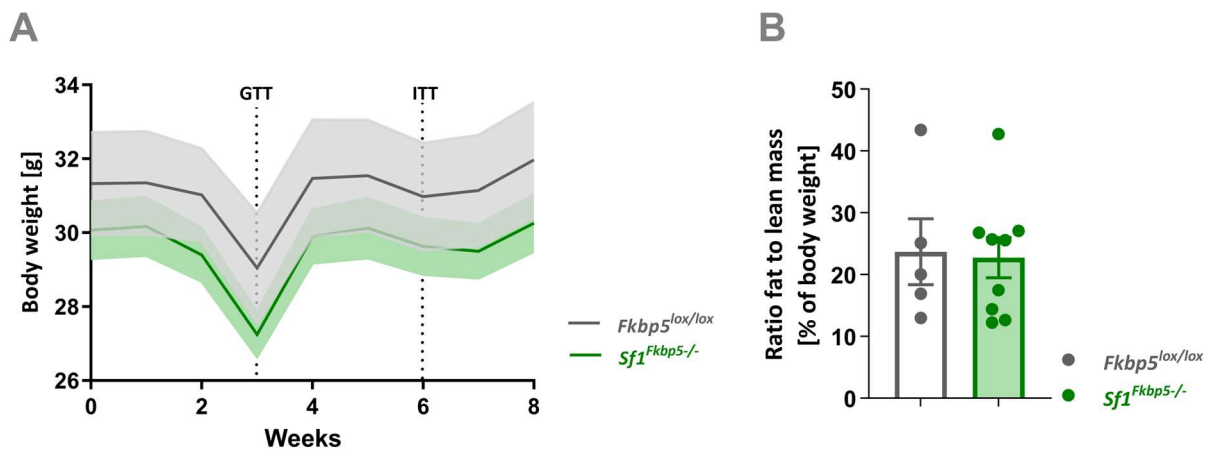 A
Body weight [g]
34
32
30
28
26
GTT
ITT
0 2 4 6 8
Weeks
Fkbp5lox/lox
Sf1Fkbp5-/-
B
Ratio fat to lean mass
[% of body weight]
50
40
30
20
10
0
Fkbp5lox/lox
Sf1Fkbp5-/-